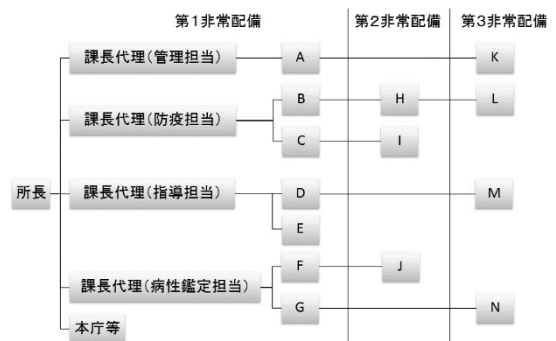 第1非常配備 第2非常配備 第3非常配備
課長代理(管理担当) A K
B H L
課長代理(防疫担当)
C I
所長 課長代理(指導担当) D M
E
F J
課長代理(病性鑑定担当)
G N
本庁等